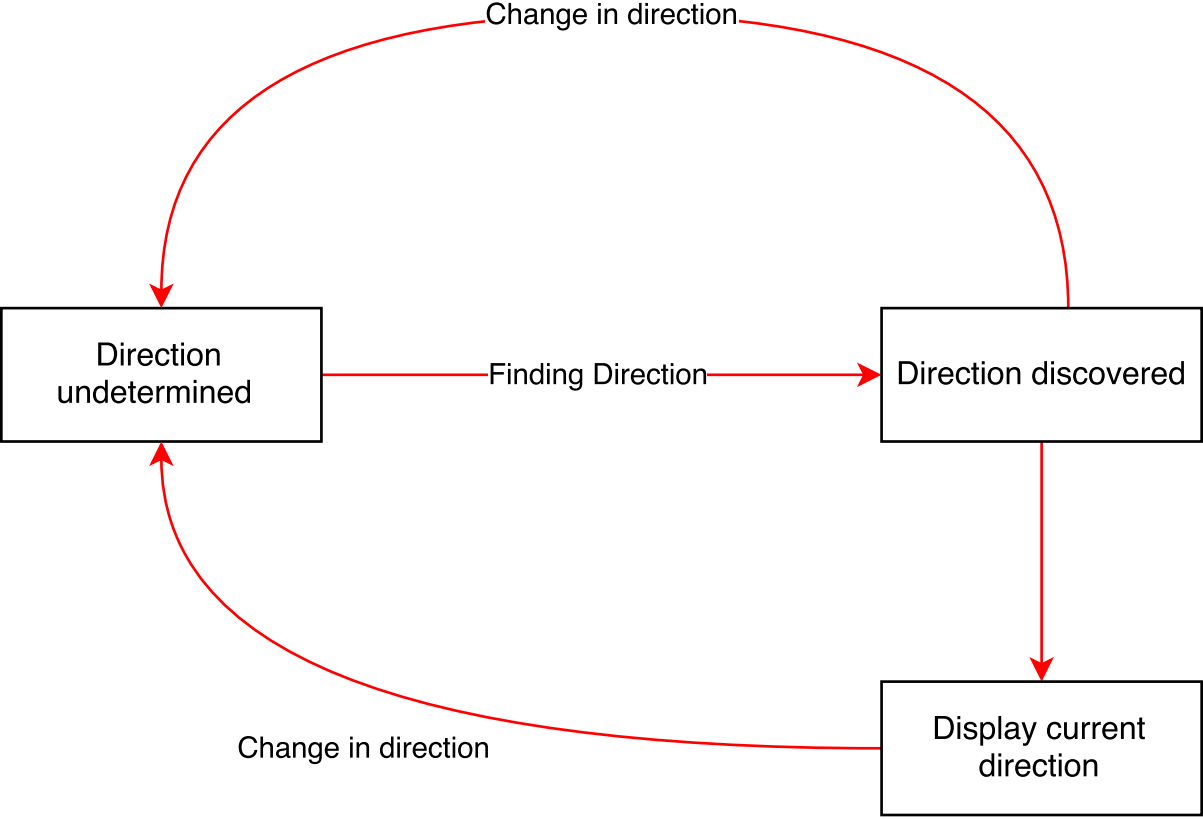 Change in direction
Direction
undetermined
Finding Direction
Direction discovered
Change in direction
Display current
direction